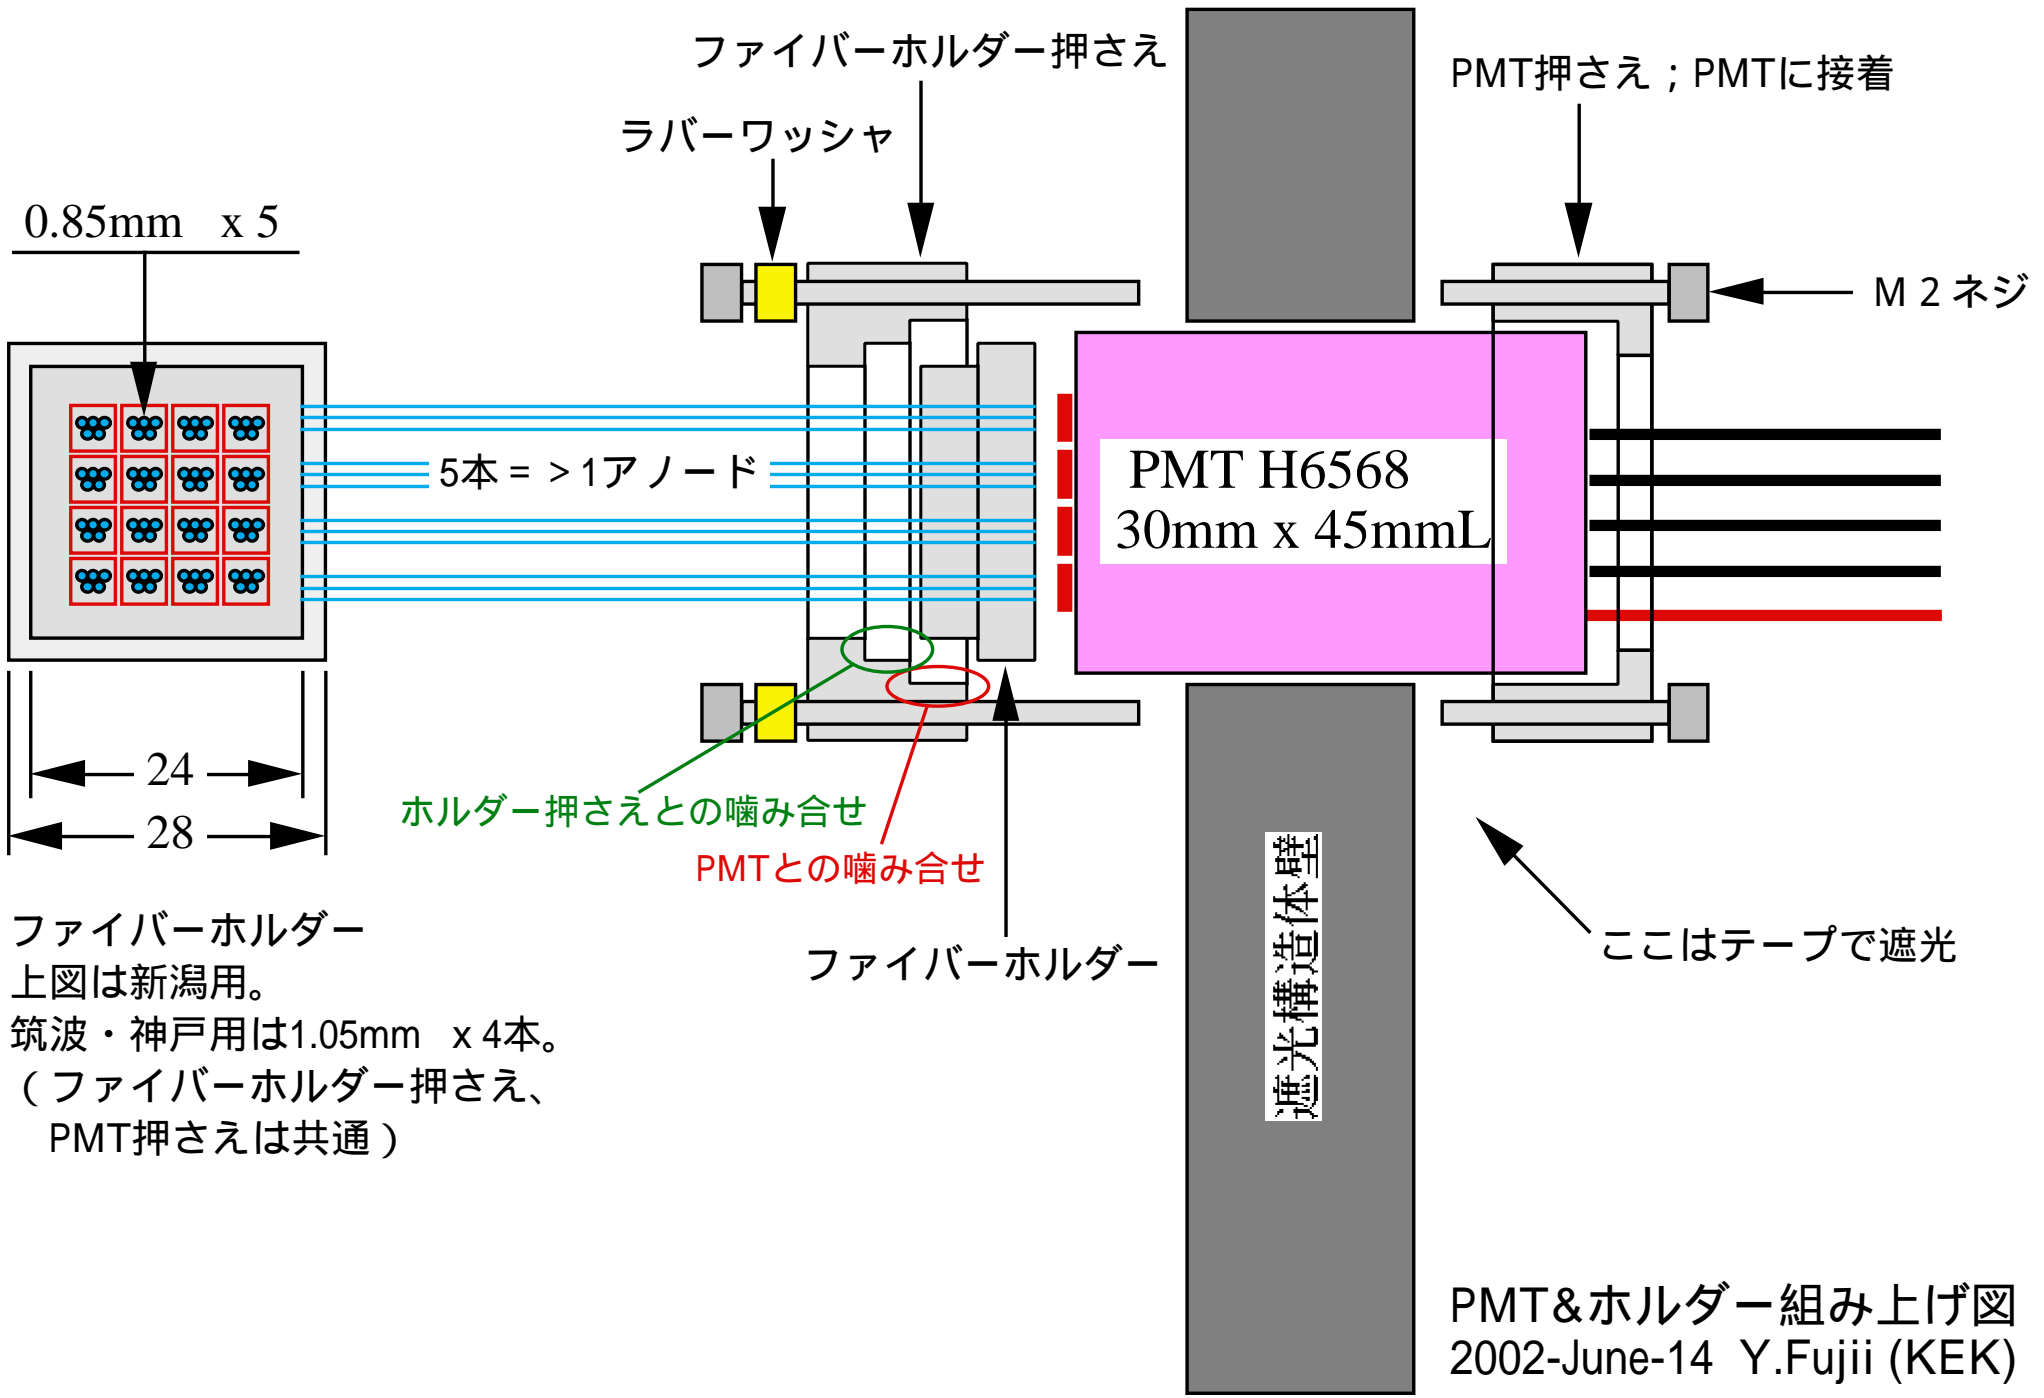 ファイバーホルダー押さえ
PMT押さえ；PMTに接着
ラバーワッシャ
0.85mm x 5
M 2 ネジ
5本 = > 1アノード
PMT H6568
30mm x 45mmL
24
28
ホルダー押さえとの噛み合せ
PMTとの噛み合せ
ファイバーホルダー
ここはテープで遮光
遮光構造体壁
ファイバーホルダー
上図は新潟用。
筑波・神戸用は1.05mm x 4本。
（ファイバーホルダー押さえ、
PMT押さえは共通）
PMT&ホルダー組み上げ図
2002-June-14 Y.Fujii (KEK)